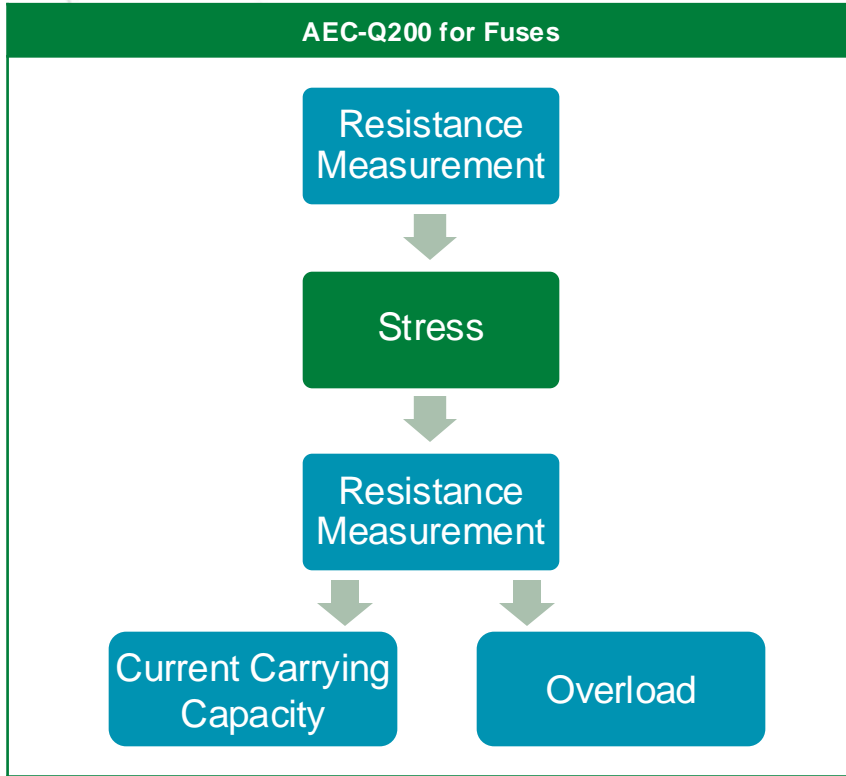 AEC-Q200 for Fuses
Resistance
Measurement
Stress
Resistance
Measurement
Current Carrying
Capacity
Overload